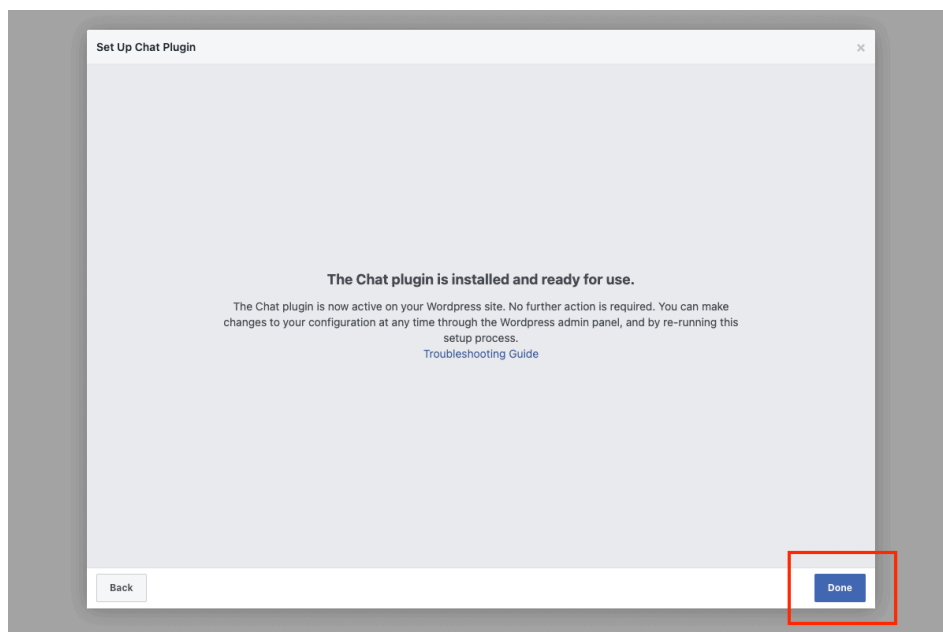 Set Up Chat Plugin
×
The Chat plugin is installed and ready for use.
The Chat plugin is now active on your Wordpress site. No further action is required. You can make
changes to your configuration at any time through the Wordpress admin panel, and by re-running this
setup process.
Troubleshooting Guide
Back
Done